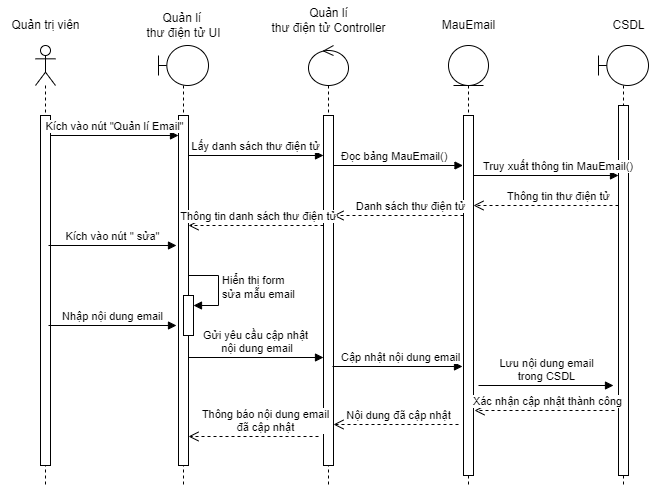 Quản trị viên
Quản lí
thư điện tử UI
Quản lí
thư điện tử Controller
MauEmail
CSDL
Kích vào nút "Quản lí Email"
Lấy danh sách thư điện tử
Đọc bảng MauEmail()
Truy xuất thông tin MauEmail()
Thông tin thư điện tử
Danh sách thư điện tử
Thông tin danh sách thư điện tử
Kích vào nút " sửa"
Hiển thị form
sửa mẫu email
Nhập nội dung email
Gửi yêu cầu cập nhật
nội dung email
Cập nhật nội dung email
Lưu nội dung email
trong CSDL
Xác nhận cập nhật thành công
Nội dung đã cập nhật
Thông báo nội dung email
đã cập nhật